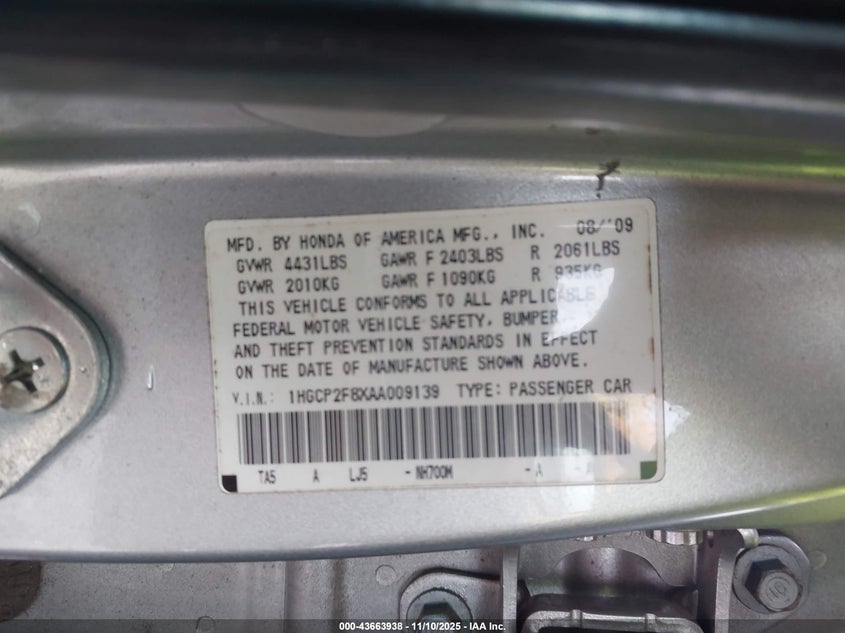 MFD. BY HONDA OF AMERICA MFG., INC. 08/'09
GVWR 4431LBS GAWR F 2403LBS R 2061LBS
GVWR 2010KG GAWR F 1090KG R 935KG
THIS VEHICLE CONFORMS TO ALL APPLICABLE
FEDERAL MOTOR VEHICLE SAFETY, BUMPER,
AND THEFT PREVENTION STANDARDS IN EFFECT
ON THE DATE OF MANUFACTURE SHOWN ABOVE.
V.I.N.: 1HGCP2F8XAA009139 TYPE: PASSENGER CAR
TA5 A LJ5 - NH700M - A -
000-43663938 - 11/10/2025 - IAA Inc.